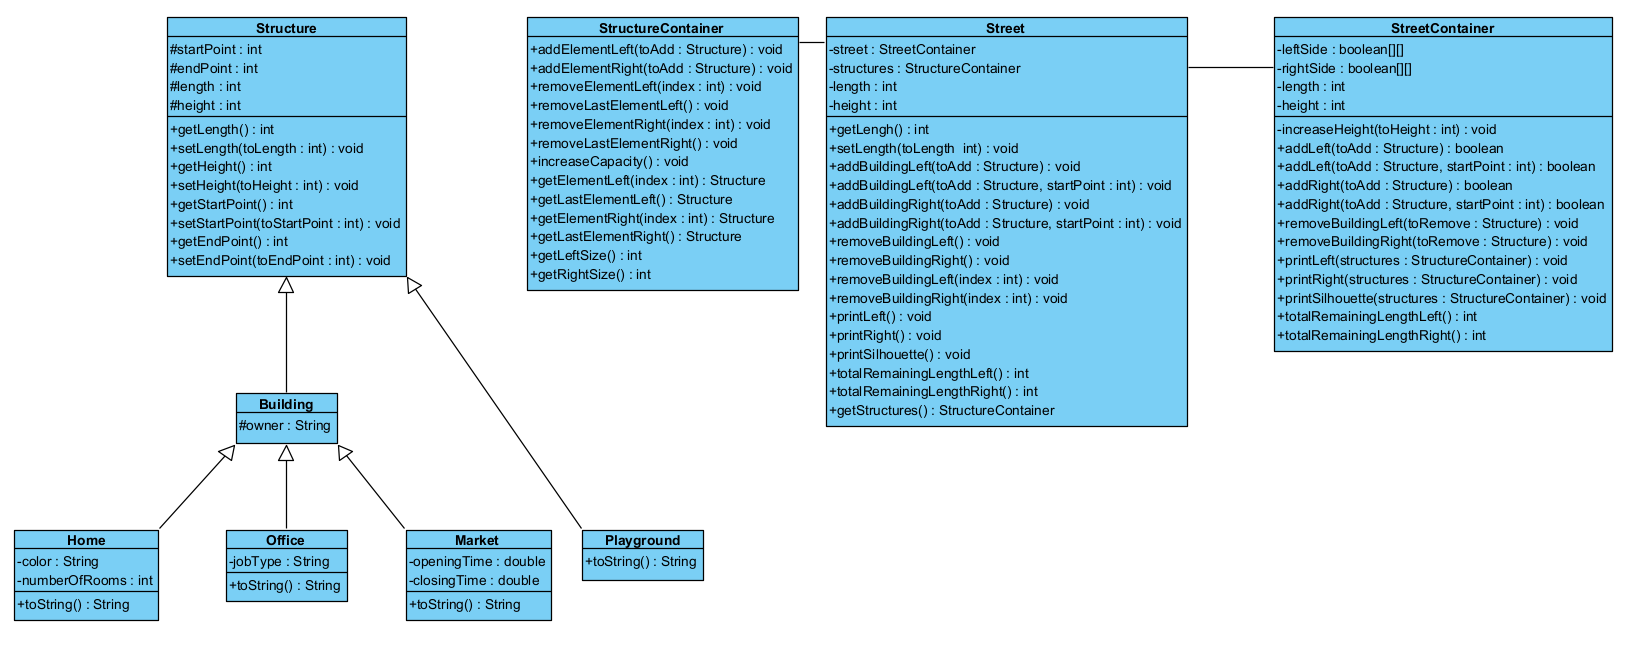 Structure
#startPoint : int
#endPoint : int
#length : int
#height : int
+getLength() : int
+setLength(toLength : int) : void
+getHeight() : int
+setHeight(toHeight : int) : void
+getStartPoint() : int
+setStartPoint(toStartPoint : int) : void
+getEndPoint() : int
+setEndPoint(toEndPoint : int) : void
StructureContainer
+addElementLeft(toAdd : Structure) : void
+addElementRight(toAdd : Structure) : void
+removeElementLeft(index : int) : void
+removeLastElementLeft() : void
+removeElementRight(index : int) : void
+removeLastElementRight() : void
+increaseCapacity() : void
+getElementLeft(index : int) : Structure
+getLastElementLeft() : Structure
+getElementRight(index : int) : Structure
+getLastElementRight() : Structure
+getLeftSize() : int
+getRightSize() : int
Street
-street : StreetContainer
-structures : StructureContainer
-length : int
-height : int
+getLengh() : int
+setLength(toLength int) : void
+addBuildingLeft(toAdd : Structure) : void
+addBuildingLeft(toAdd : Structure, startPoint : int) : void
+addBuildingRight(toAdd : Structure) : void
+addBuildingRight(toAdd : Structure, startPoint : int) : void
+removeBuildingLeft() : void
+removeBuildingRight() : void
+removeBuildingLeft(index : int) : void
+removeBuildingRight(index : int) : void
+printLeft() : void
+printRight() : void
+printSilhouette() : void
+totalRemainingLengthLeft() : int
+totalRemainingLengthRight() : int
+getStructures() : StructureContainer
StreetContainer
-leftSide : boolean[][]
-rightSide : boolean[][]
-length : int
-height : int
-increaseHeight(toHeight : int) : void
+addLeft(toAdd : Structure) : boolean
+addLeft(toAdd : Structure, startPoint : int) : boolean
+addRight(toAdd : Structure) : boolean
+addRight(toAdd : Structure, startPoint : int) : boolean
+removeBuildingLeft(toRemove : Structure) : void
+removeBuildingRight(toRemove : Structure) : void
+printLeft(structures : StructureContainer) : void
+printRight(structures : StructureContainer) : void
+printSilhouette(structures : StructureContainer) : void
+totalRemainingLengthLeft() : int
+totalRemainingLengthRight() : int
Building
#owner : String
Home
-color : String
-numberOfRooms : int
+toString() : String
Office
-jobType : String
+toString() : String
Market
-openingTime : double
-closingTime : double
+toString() : String
Playground
+toString() : String